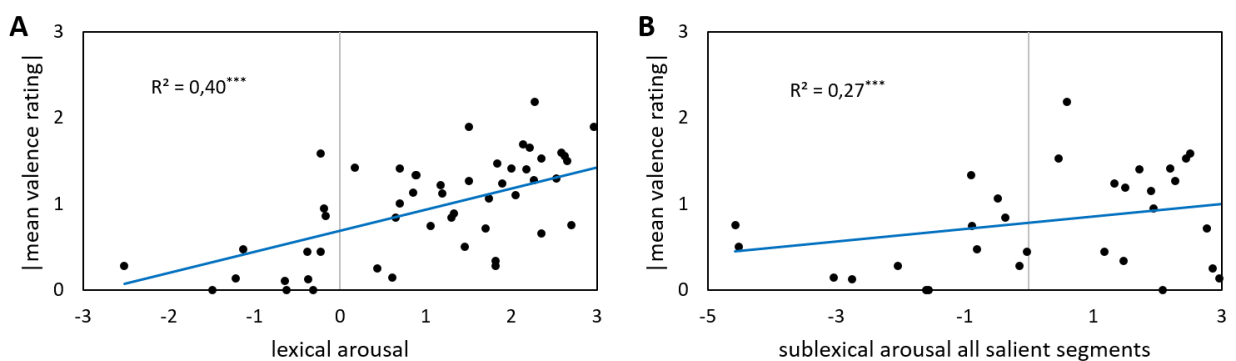 A
|mean valence rating|
3
2
1
0
R² = 0,40***
-3 -2 -1 0 1 2 3
lexical arousal
B
|mean valence rating|
3
2
1
0
R² = 0,27***
-5 -3 -1 1 3
sublexical arousal all salient segments